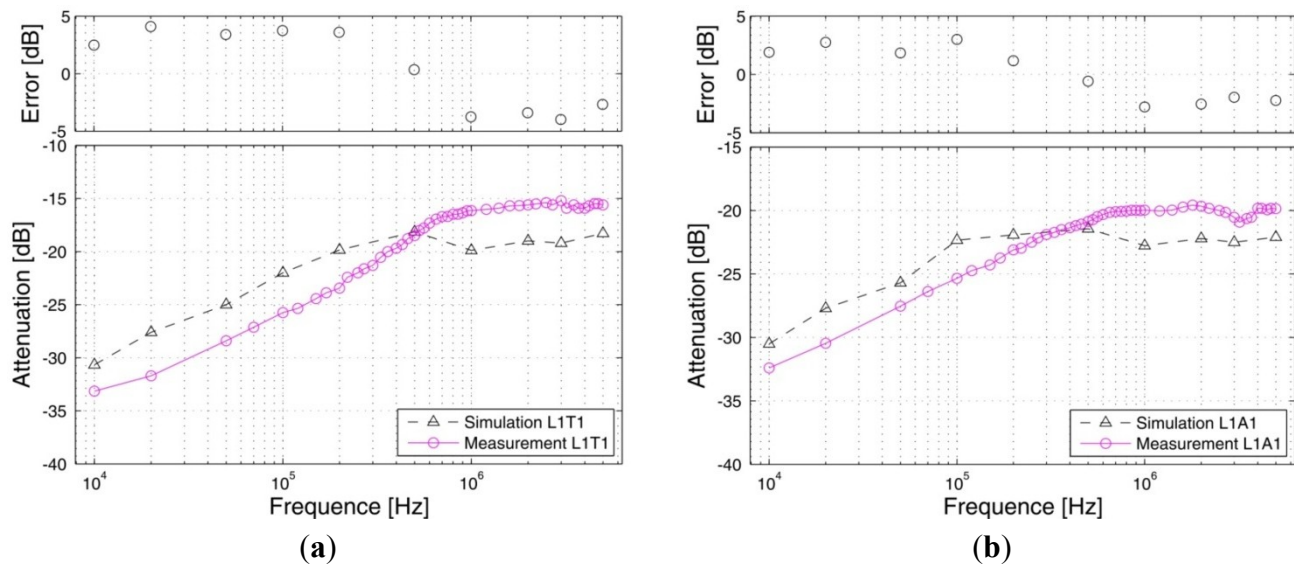 5
0
-5
Error [dB]
-10
-15
-20
-25
-30
-35
-40
Attenuation [dB]
Simulation L1T1
Measurement L1T1
10^4
10^5
10^6
Frequence [Hz]
(a)
5
0
-5
Error [dB]
-15
-20
-25
-30
-35
-40
Attenuation [dB]
Simulation L1A1
Measurement L1A1
10^4
10^5
10^6
Frequence [Hz]
(b)